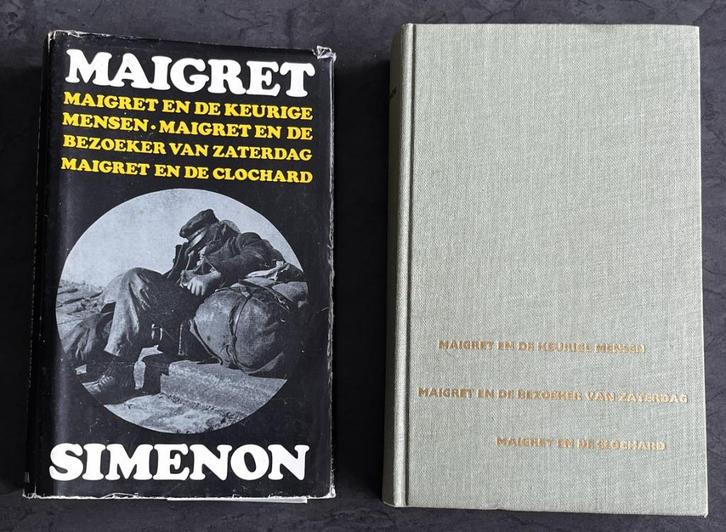 MAIGRET
MAIGRET EN DE KEURIGE
MENSEN • MAIGRET EN DE
BEZOEKER VAN ZATERDAG
MAIGRET EN DE CLOCHARD
SIMENON
MAIGRET EN DE KEURIGE MENSEN
MAIGRET EN DE BEZOEKER VAN ZATERDAG
MAIGRET EN DE CLOCHARD